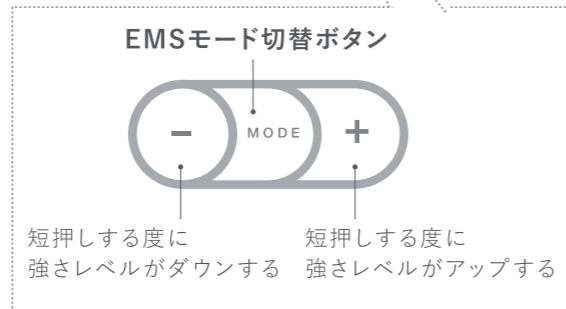 EMSモード切替ボタン
− MODE +
短押しする度に
強さレベルがダウンする
短押しする度に
強さレベルがアップする